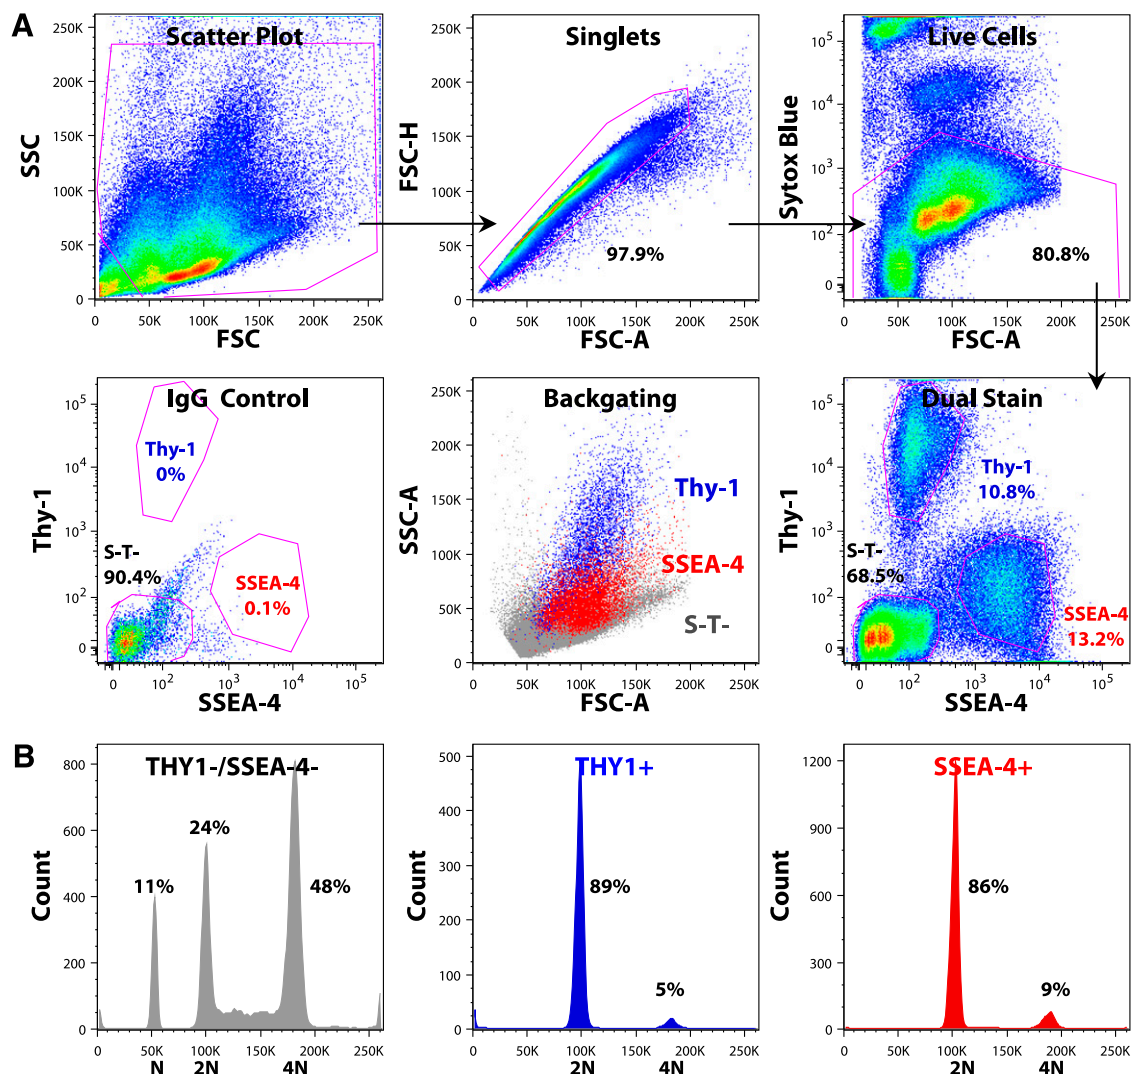 A
Scatter Plot
SSC
250K
200K
150K
100K
50K
0
0 50K 100K 150K 200K 250K
FSC
Singlets
FSC-H
250K
200K
150K
100K
50K
0
97.9%
0 50K 100K 150K 200K 250K
FSC-A
Live Cells
Sytox Blue
10^5
10^4
10^3
10^2
0
80.8%
0 50K 100K 150K 200K 250K
FSC-A
IgG Control
Thy-1
10^5
10^4
10^3
10^2
0
Thy-1
0%
S-T-
90.4%
SSEA-4
0.1%
0 10^2 10^3 10^4 10^5
SSEA-4
Backgating
SSC-A
250K
200K
150K
100K
50K
0
Thy-1
SSEA-4
S-T-
0 50K 100K 150K 200K 250K
FSC-A
Dual Stain
Thy-1
10^5
10^4
10^3
10^2
0
Thy-1
10.8%
S-T-
68.5%
SSEA-4
13.2%
0 10^2 10^3 10^4 10^5
SSEA-4
B
THY1-/SSEA-4-
Count
800
600
400
200
0
11%
24%
48%
0 50K 100K 150K 200K 250K
N 2N 4N
THY1+
Count
500
400
300
200
100
0
89%
5%
0 50K 100K 150K 200K 250K
2N 4N
SSEA-4+
Count
1200
900
600
300
0
86%
9%
0 50K 100K 150K 200K 250K
2N 4N